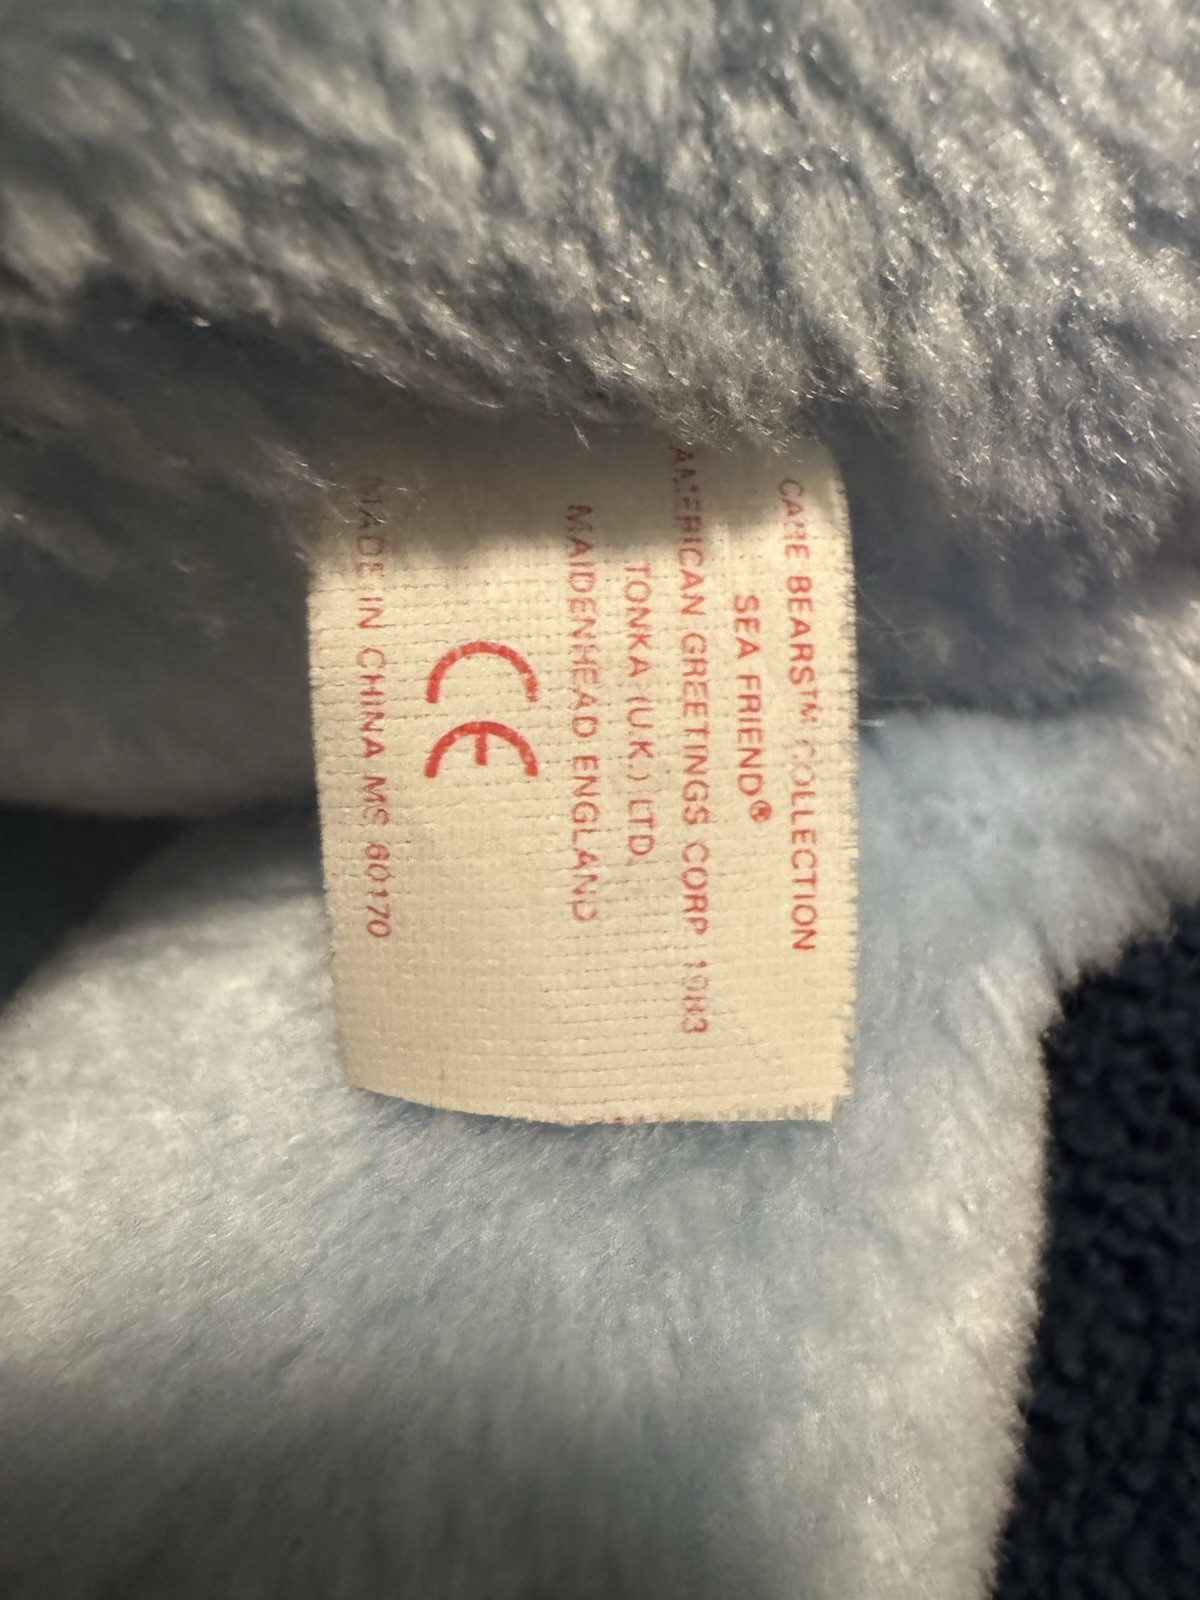 CARE BEARS™ COLLECTION
SEA FRIEND®
AMERICAN GREETINGS CORP 1983
TONKA (U.K.) LTD.
MAIDENHEAD ENGLAND
CE
MADE IN CHINA MS 60170